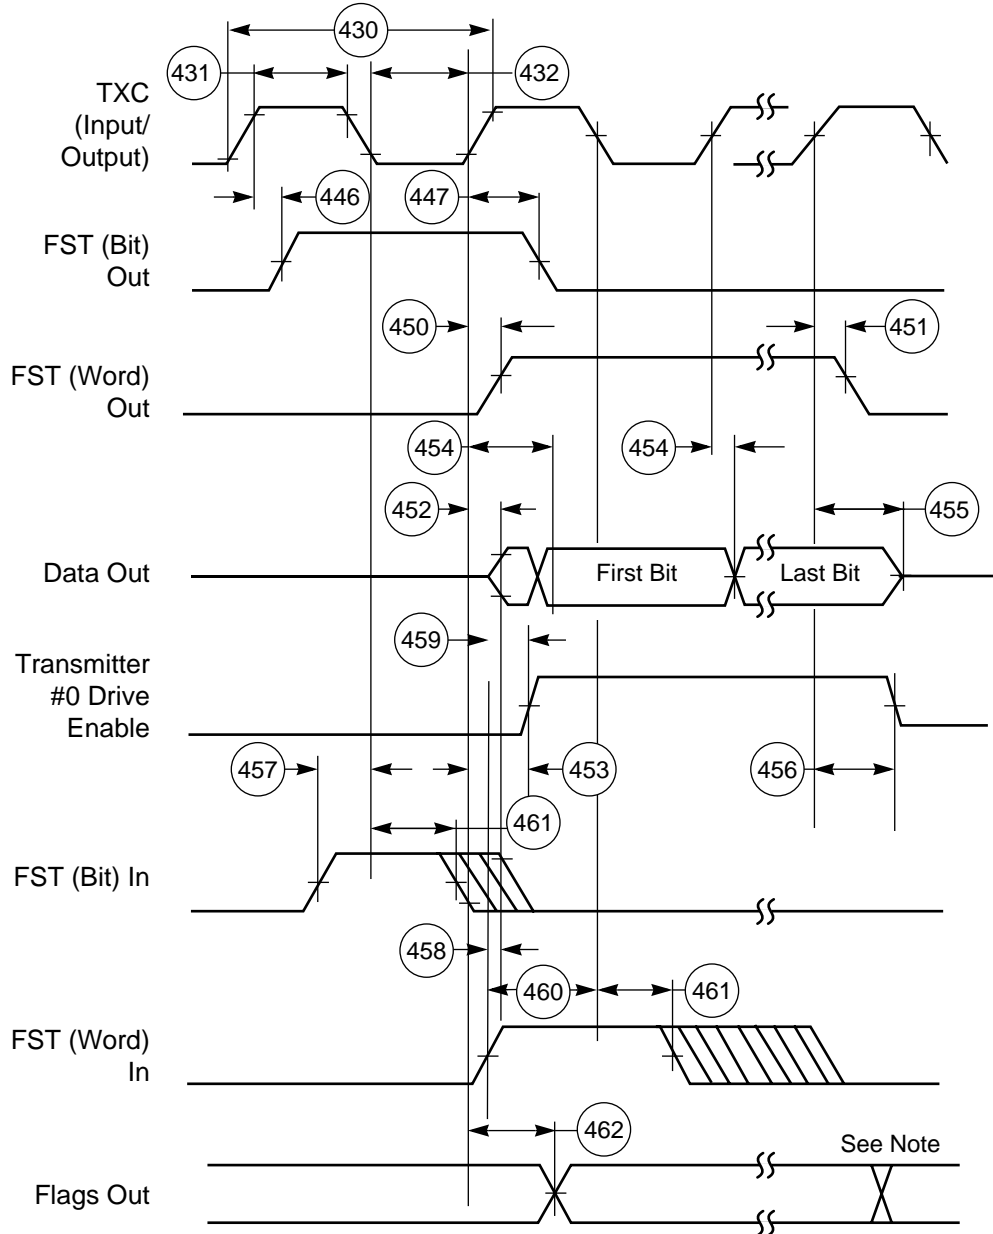 430
431
432
TXC
(Input/
Output)
446
447
FST (Bit)
Out
450
451
FST (Word)
Out
454
454
452
455
Data Out
First Bit
Last Bit
459
Transmitter
#0 Drive
Enable
457
453
456
461
FST (Bit) In
458
460
461
FST (Word)
In
462
See Note
Flags Out